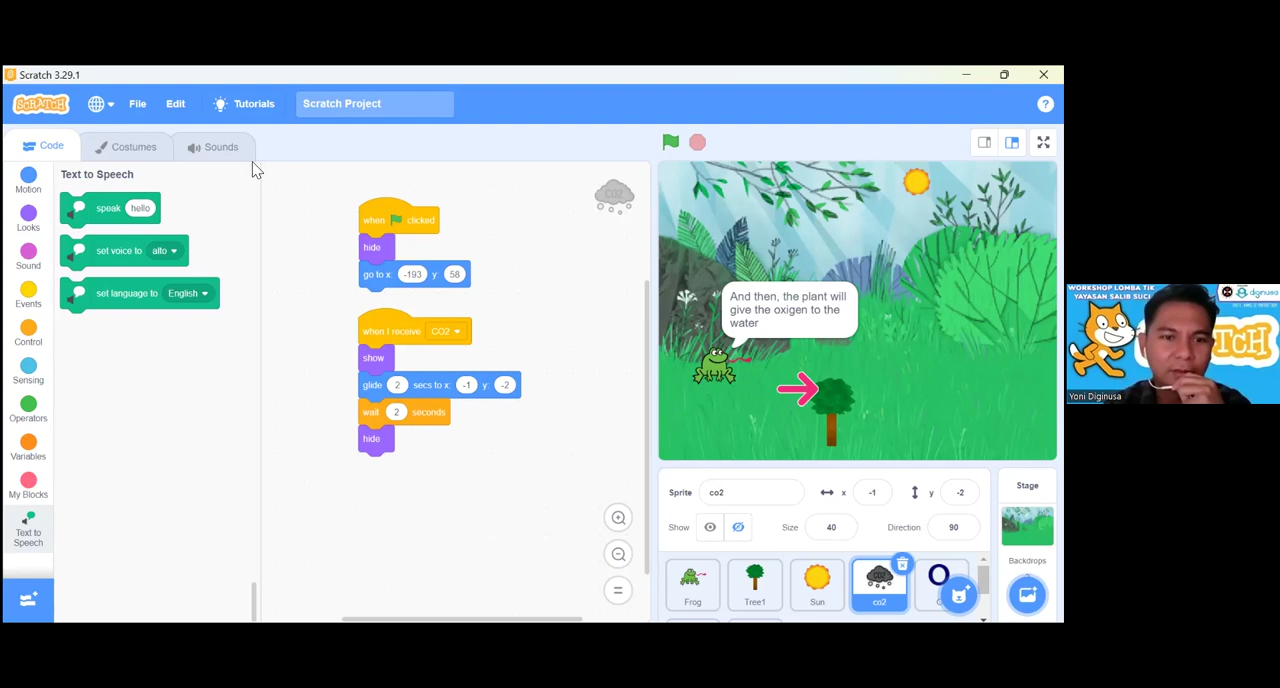 Scratch 3.29.1
SCRATCH
File
Edit
Tutorials
Scratch Project
?
Code
Costumes
Sounds
Motion
Looks
Sound
Events
Control
Sensing
Operators
Variables
My Blocks
Text to
Speech
Text to Speech
speak hello
set voice to alto
set language to English
when clicked
hide
go to x: -193 y: 58
when I receive CO2
show
glide 2 secs to x: -1 y: -2
wait 2 seconds
hide
CO2
And then, the plant will
give the oxigen to the
water
Sprite co2 x -1 y -2
Show Size 40 Direction 90
Frog
Tree1
Sun
co2
Stage
Backdrops
WORKSHOP LOMBA TIK
YAYASAN SALIB SUCI
diginusa
Yoni Diginusa